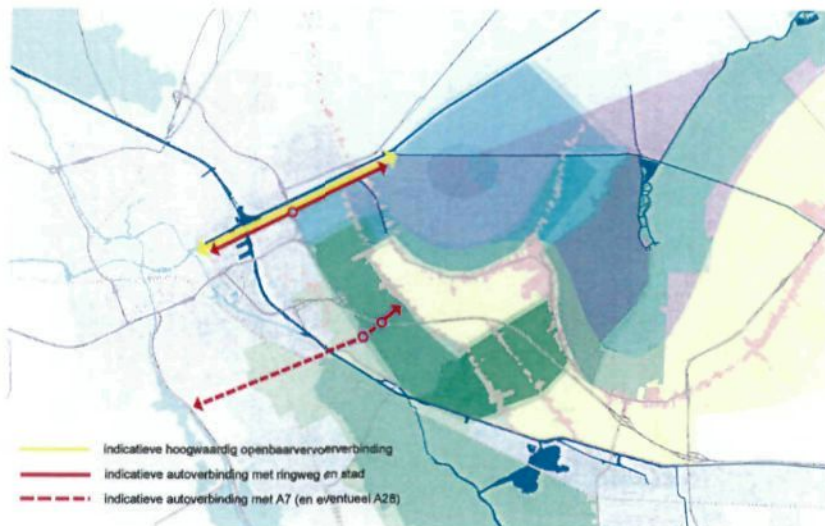 indicatieve hoogwaardig openbaarvervoerverbinding
indicatieve autoverbinding met ringweg en stad
indicatieve autoverbinding met A7 (en eventueel A28)